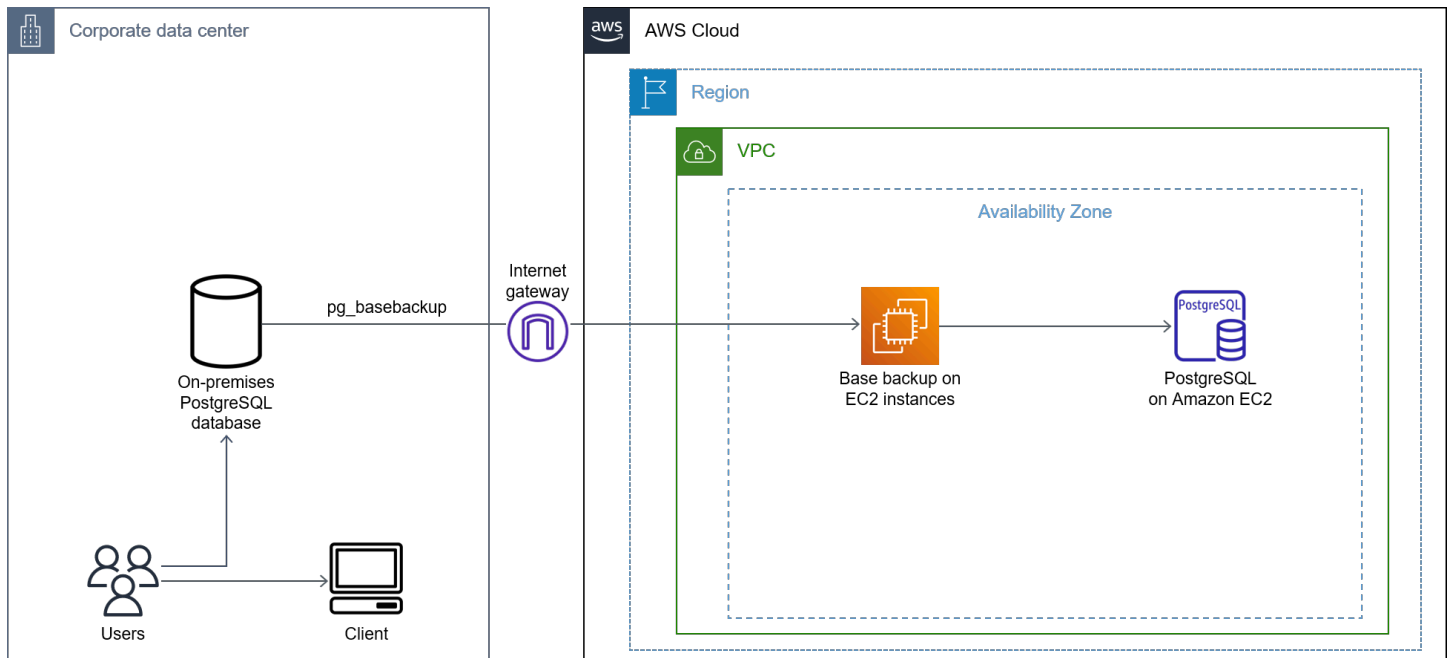 Corporate data center
aws
AWS Cloud
Region
VPC
Availability Zone
Internet
gateway
pg_basebackup
PostgreSQL
On-premises
PostgreSQL
database
Base backup on
EC2 instances
PostgreSQL
on Amazon EC2
Users
Client